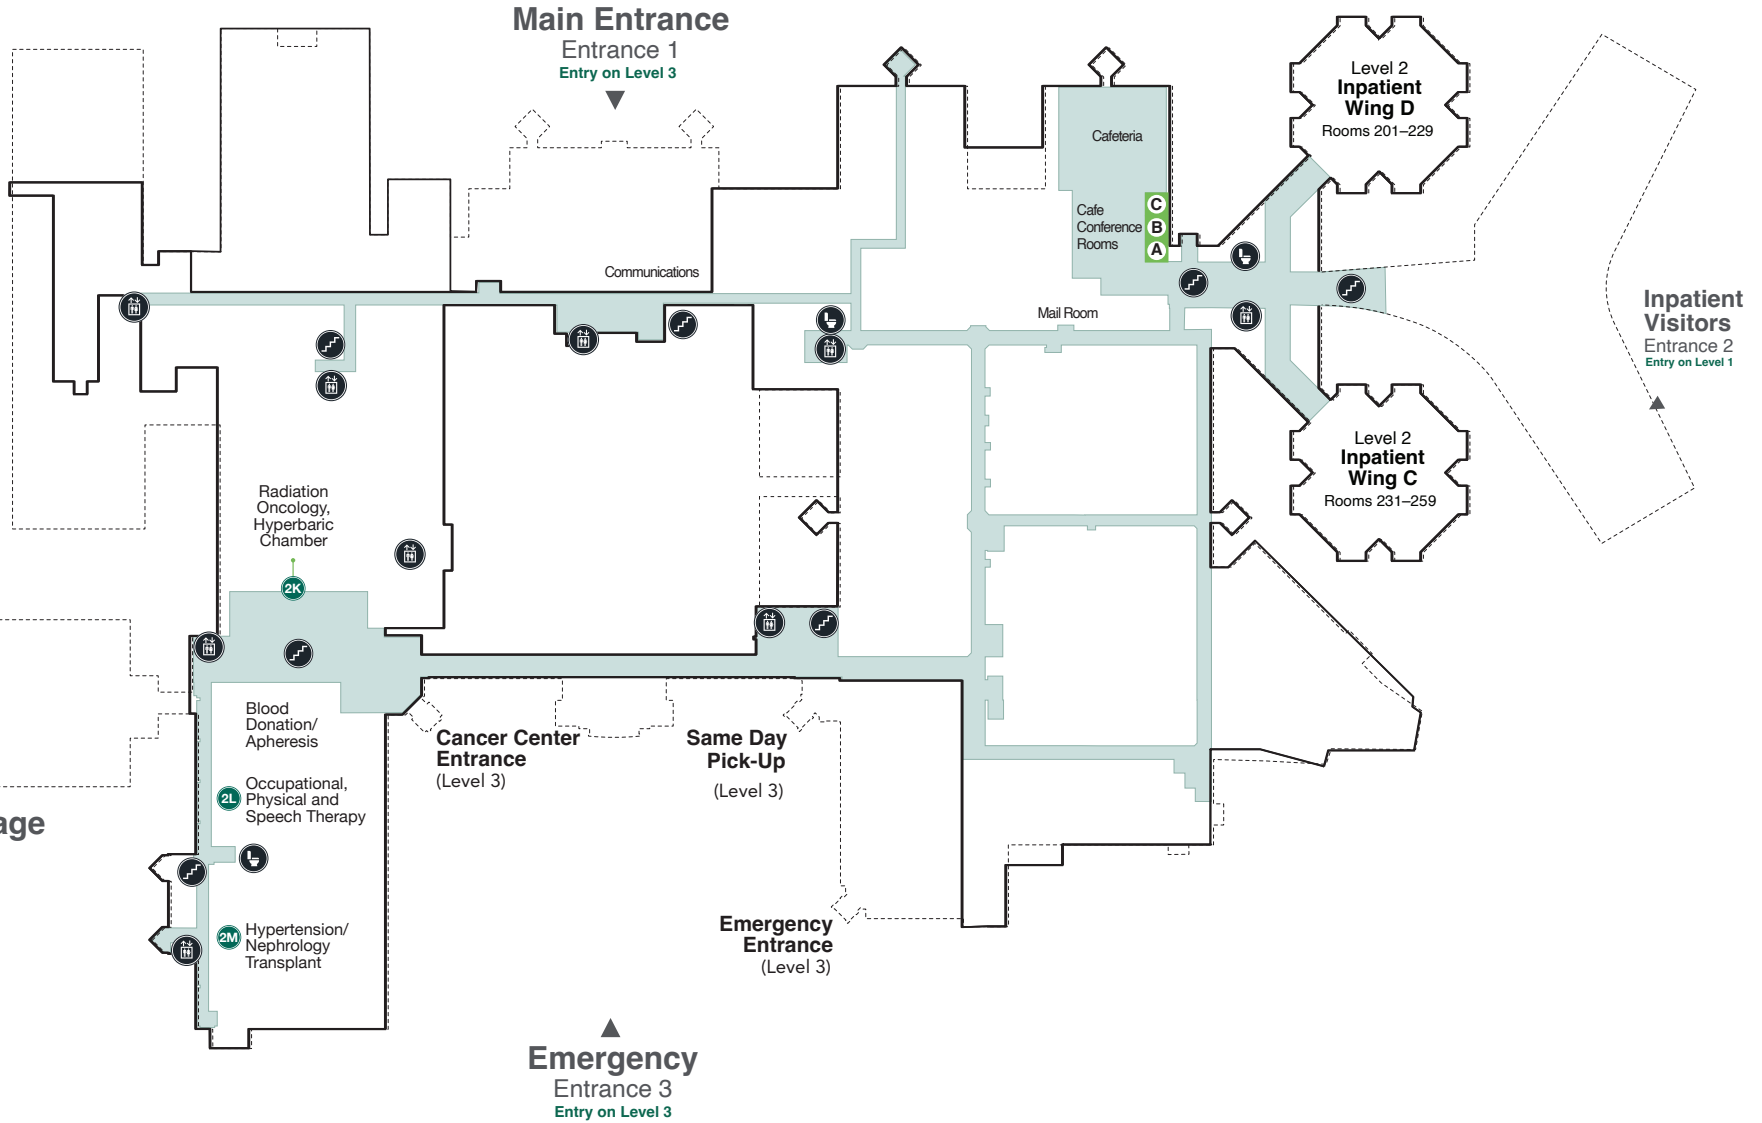 Main Entrance
Entrance 1
Entry on Level 3
Level 2
Inpatient
Wing D
Rooms 201–229
Cafeteria
Cafe
Conference
Rooms
C
B
A
Communications
Mail Room
Inpatient
Visitors
Entrance 2
Entry on Level 1
Level 2
Inpatient
Wing C
Rooms 231–259
Radiation
Oncology,
Hyperbaric
Chamber
2K
Blood
Donation/
Apheresis
2L
Occupational,
Physical and
Speech Therapy
Cancer Center
Entrance
(Level 3)
Same Day
Pick-Up
(Level 3)
age
2M
Hypertension/
Nephrology
Transplant
Emergency
Entrance
(Level 3)
Emergency
Entrance 3
Entry on Level 3